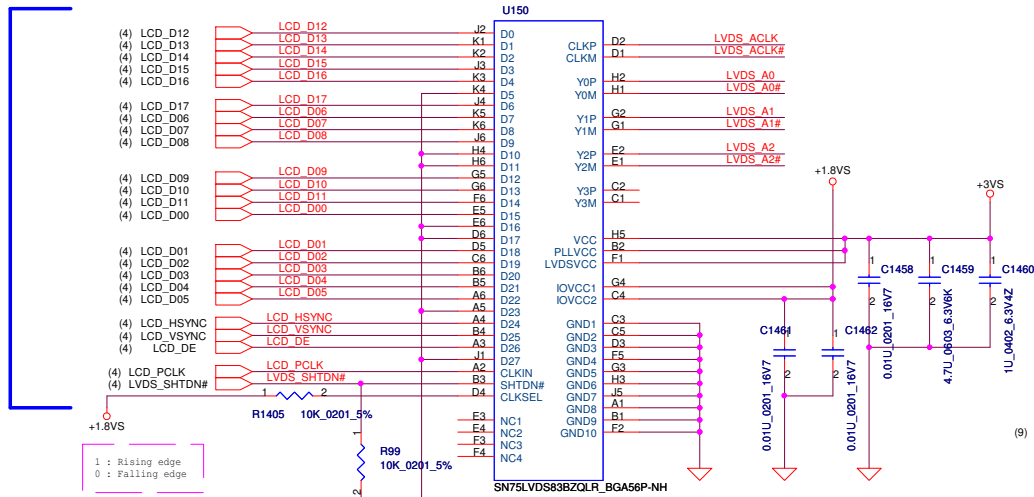 U150
(4) LCD_D12 LCD_D12 J2 D0
(4) LCD_D13 LCD_D13 K1 D1
(4) LCD_D14 LCD_D14 K2 D2
(4) LCD_D15 LCD_D15 J3 D3
(4) LCD_D16 LCD_D16 K3 D4
K4 D5
(4) LCD_D17 LCD_D17 J4 D6
(4) LCD_D06 LCD_D06 K5 D7
(4) LCD_D07 LCD_D07 K6 D8
(4) LCD_D08 LCD_D08 J6 D9
H4 D10
H6 D11
(4) LCD_D09 LCD_D09 G5 D12
(4) LCD_D10 LCD_D10 G6 D13
(4) LCD_D11 LCD_D11 F6 D14
(4) LCD_D00 LCD_D00 E5 D15
E6 D16
D6 D17
(4) LCD_D01 LCD_D01 D5 D18
(4) LCD_D02 LCD_D02 C6 D19
(4) LCD_D03 LCD_D03 B6 D20
(4) LCD_D04 LCD_D04 B5 D21
(4) LCD_D05 LCD_D05 A6 D22
A5 D23
(4) LCD_HSYNC LCD_HSYNC A4 D24
(4) LCD_VSYNC LCD_VSYNC B4 D25
(4) LCD_DE LCD_DE A3 D26
J1 D27
(4) LCD_PCLK LCD_PCLK A2 CLKIN
(4) LVDS_SHTDN# LVDS_SHTDN# B3 SHTDN#
D4 CLKSEL
1 2
R1405 10K_0201_5%
+1.8VS
E3 NC1
E4 NC2
F3 NC3
F4 NC4
1
R99
10K_0201_5%
2
1 : Rising edge
0 : Falling edge
CLKP D2 LVDS_ACLK
CLKM D1 LVDS_ACLK#
Y0P H2 LVDS_A0
Y0M H1 LVDS_A0#
Y1P G2 LVDS_A1
Y1M G1 LVDS_A1#
Y2P E2 LVDS_A2
Y2M E1 LVDS_A2#
Y3P C2
Y3M C1
VCC H5
PLLVCC B2
LVDSVCC F1
IOVCC1 G4
IOVCC2 C4
GND1 C3
GND2 C5
GND3 D3
GND4 F5
GND5 G3
GND6 H3
GND7 J5
GND8 A1
GND9 B1
GND10 F2
SN75LVDS83BZQLR_BGA56P-NH
+1.8VS
+3VS
1 C1458 2 0.01U_0201_16V7
1 C1459 2 4.7U_0603_6.3V6K
1 C1460 2 1U_0402_6.3V4Z
1 C1461 2 0.01U_0201_16V7
1 C1462 2 0.01U_0201_16V7
(9)